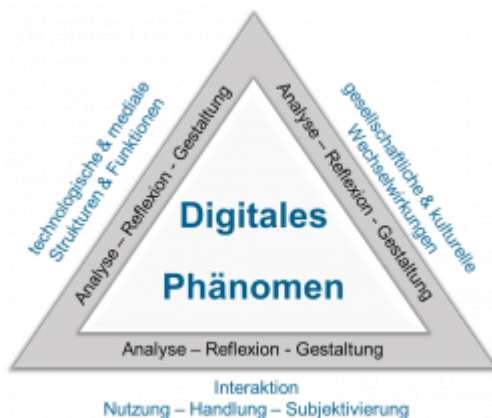 technologische & mediale
Strukturen & Funktionen
Analyse – Reflexion - Gestaltung
gesellschaftliche & kulturelle
Wechselwirkungen
Analyse – Reflexion - Gestaltung
Digitales
Phänomen
Analyse – Reflexion - Gestaltung
Interaktion
Nutzung – Handlung – Subjektivierung